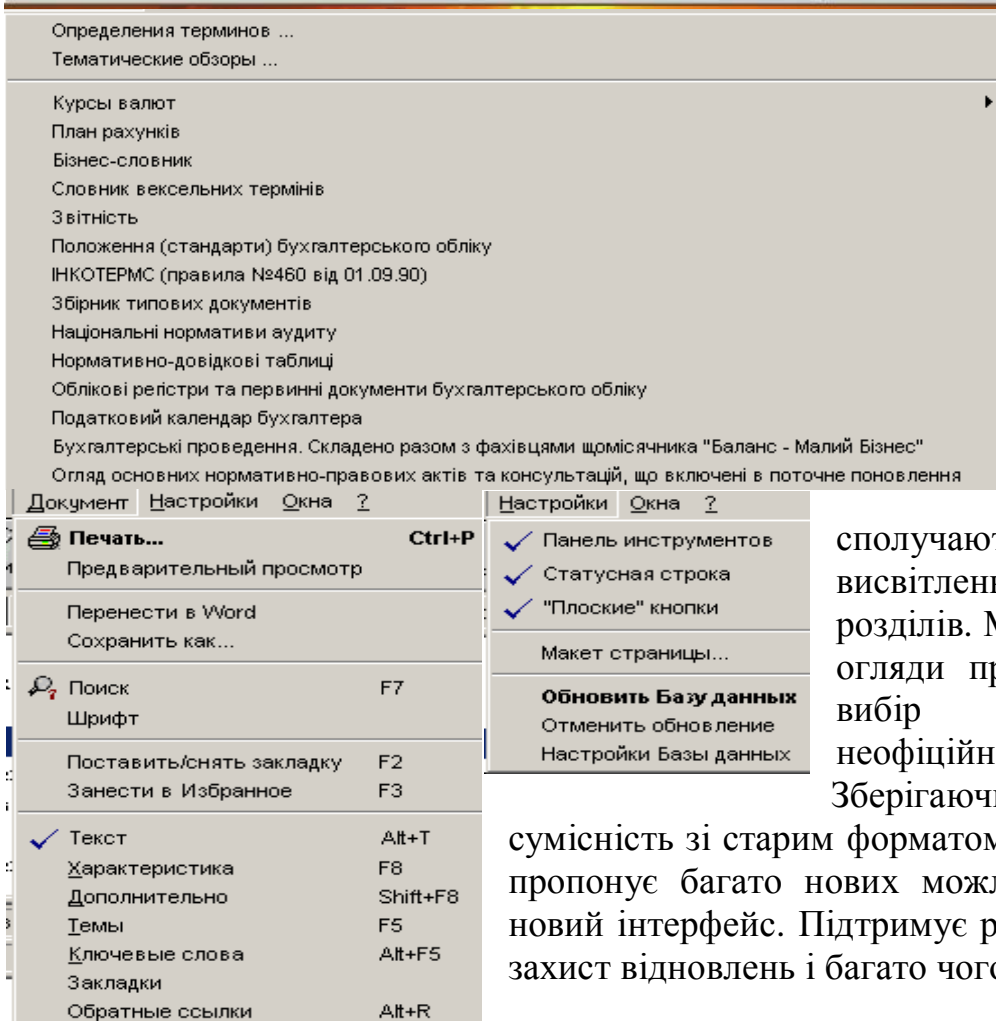 Определения терминов ...
Тематические обзоры ...
Курсы валют
План рахунків
Бізнес-словник
Словник вексельних термінів
Звітність
Положення (стандарти) бухгалтерського обліку
ІНКОТЕРМС (правила №460 від 01.09.90)
Збірник типових документів
Національні нормативи аудиту
Нормативно-довідкові таблиці
Облікові регістри та первинні документи бухгалтерського обліку
Податковий календар бухгалтера
Бухгалтерські проведення. Складено разом з фахівцями щомісячника "Баланс - Малий Бізнес"
Огляд основних нормативно-правових актів та консультацій, що включені в поточне поновлення
Документ Настройки Окна ?
Печать... Ctrl+P
Предварительный просмотр
Перенести в Word
Сохранить как...
Поиск F7
Шрифт
Поставить/снять закладку F2
Занести в Избранное F3
Текст Alt+T
Характеристика F8
Дополнительно Shift+F8
Темы F5
Ключевые слова Alt+F5
Закладки
Обратные ссылки Alt+R
Настройки Окна ?
Панель инструментов
Статусная строка
"Плоские" кнопки
Макет страницы...
Обновить Базу данных
Отменить обновление
Настройки Базы данных
розділів.
огляди
вибір
сумісність зі старим
пропонує багато нових
новий інтерфейс. Підтримує
захист відновлень і багато